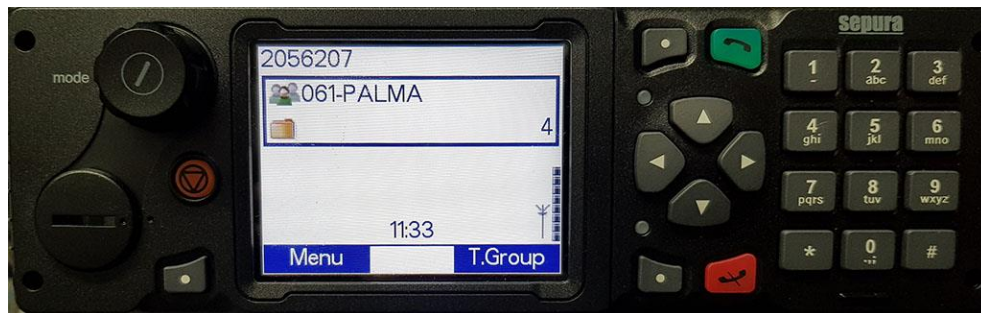 mode
2056207
061-PALMA
4
11:33
Menu T.Group
sepura
1 -
2 abc
3 def
4 ghi
5 jkl
6 mno
7 pqrs
8 tuv
9 wxyz
*
0
#